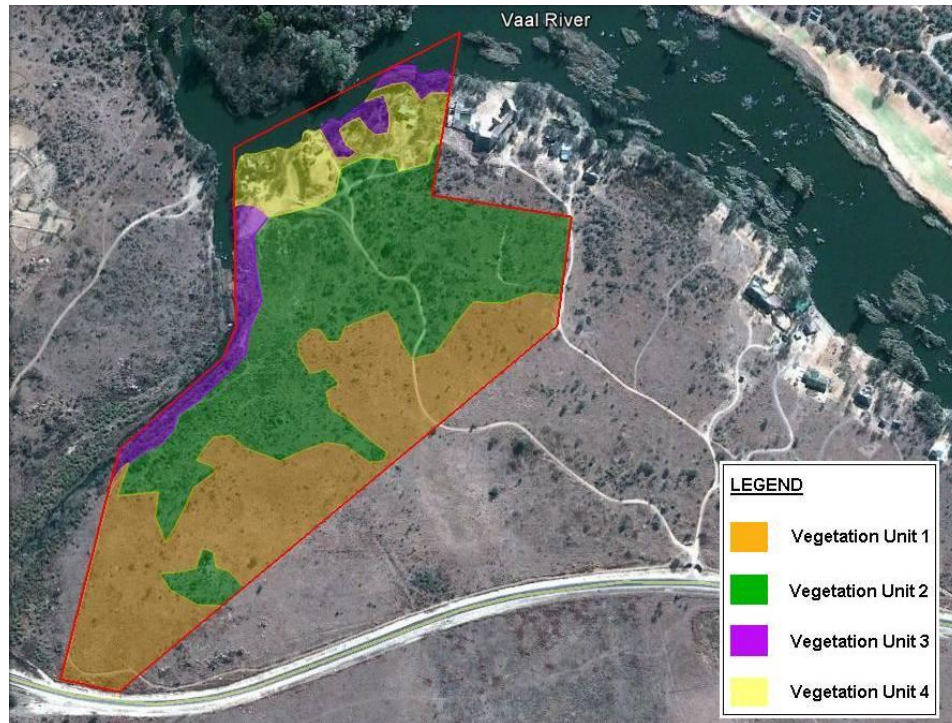 Vaal River
LEGEND
Vegetation Unit 1
Vegetation Unit 2
Vegetation Unit 3
Vegetation Unit 4